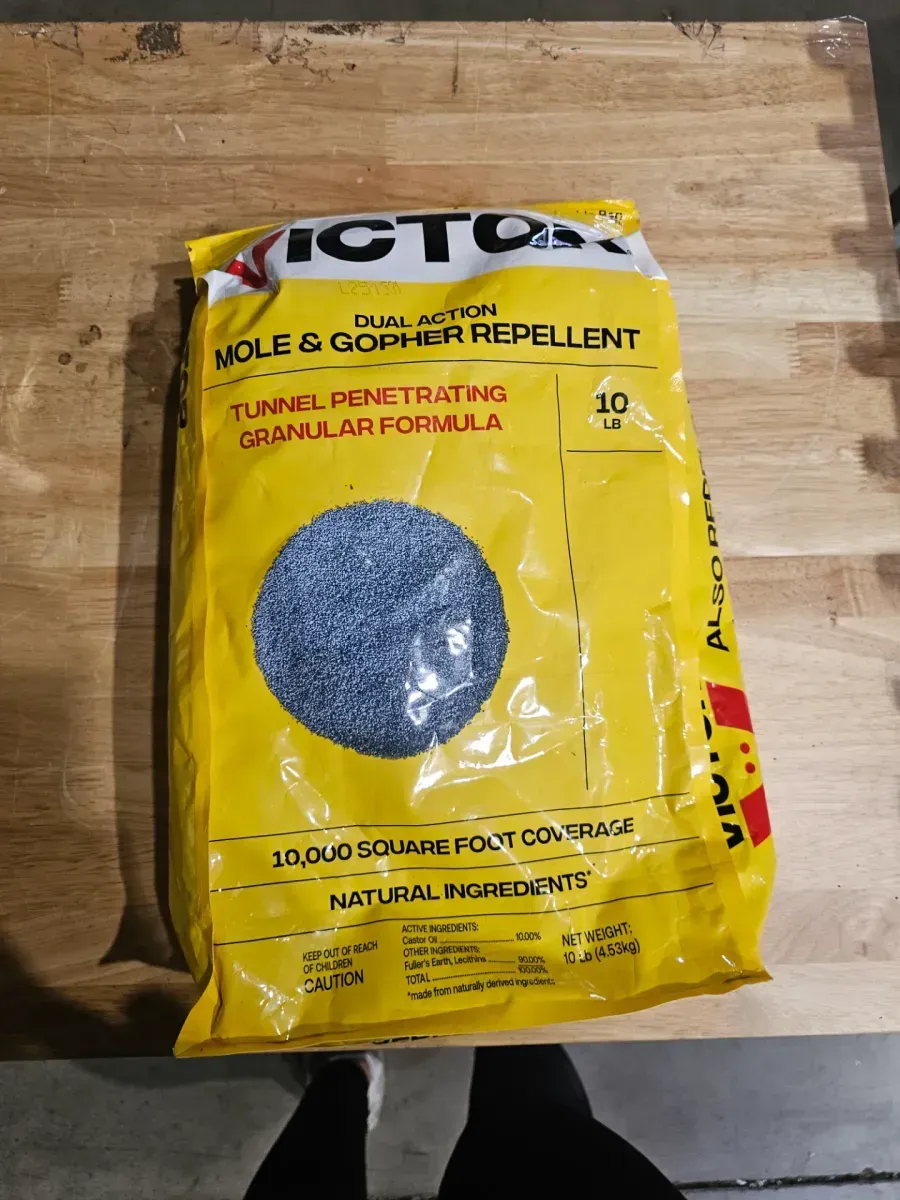 VICTOR
DUAL ACTION
MOLE & GOPHER REPELLENT
TUNNEL PENETRATING
GRANULAR FORMULA
10
LB
10,000 SQUARE FOOT COVERAGE
NATURAL INGREDIENTS*
KEEP OUT OF REACH
OF CHILDREN
CAUTION
ACTIVE INGREDIENTS:
Castor Oil 10.00%
OTHER INGREDIENTS:
Fuller's Earth, Lecithins 90.00%
TOTAL 100.00%
*made from naturally derived ingredients
NET WEIGHT:
10 Lb (4.53kg)
ALSO
VICTOR